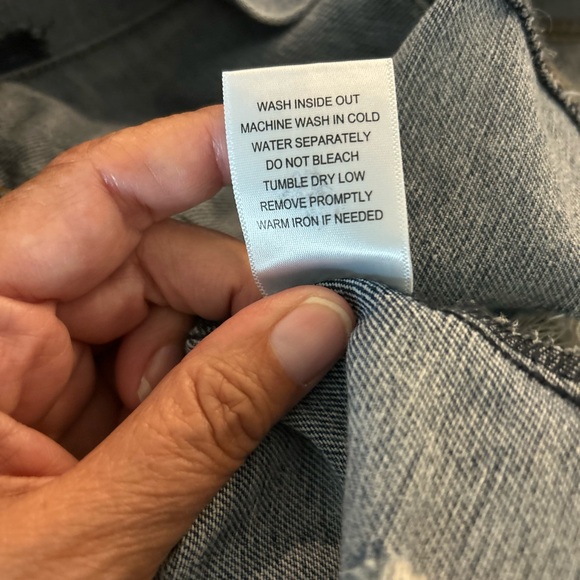 WASH INSIDE OUT
MACHINE WASH IN COLD
WATER SEPARATELY
DO NOT BLEACH
TUMBLE DRY LOW
REMOVE PROMPTLY
WARM IRON IF NEEDED